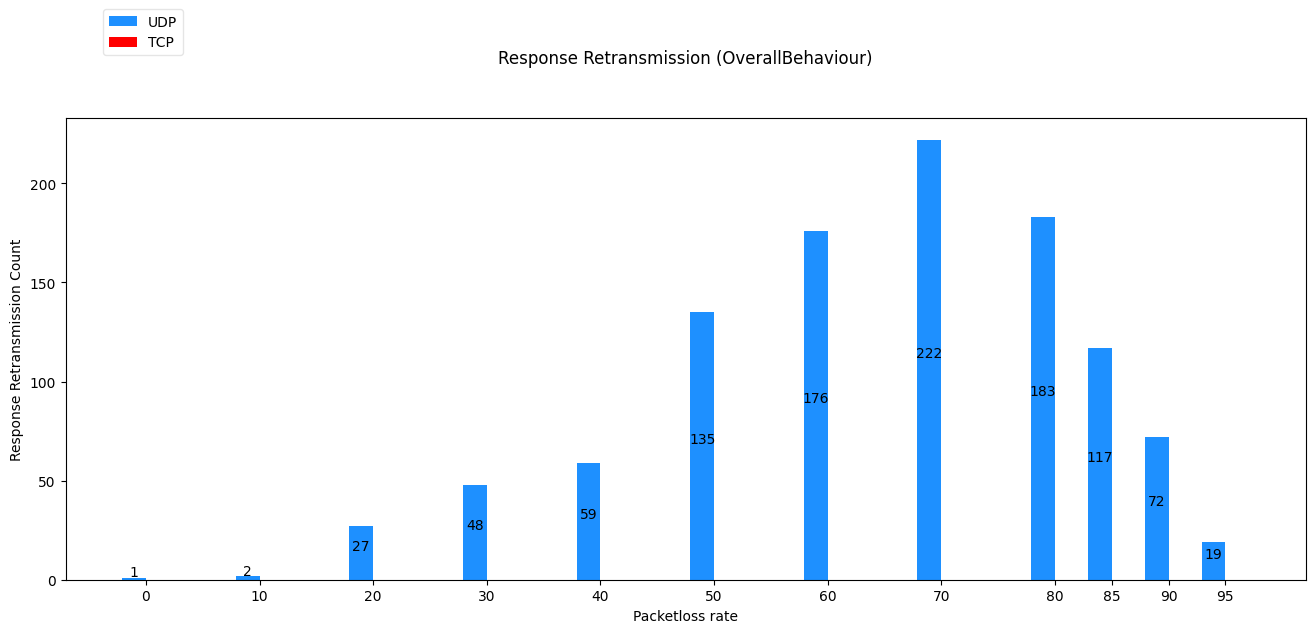 UDP
TCP
Response Retransmission (OverallBehaviour)
Response Retransmission Count
200
150
100
50
0
1
2
27
48
59
135
176
222
183
117
72
19
0 10 20 30 40 50 60 70 80 85 90 95
Packetloss rate